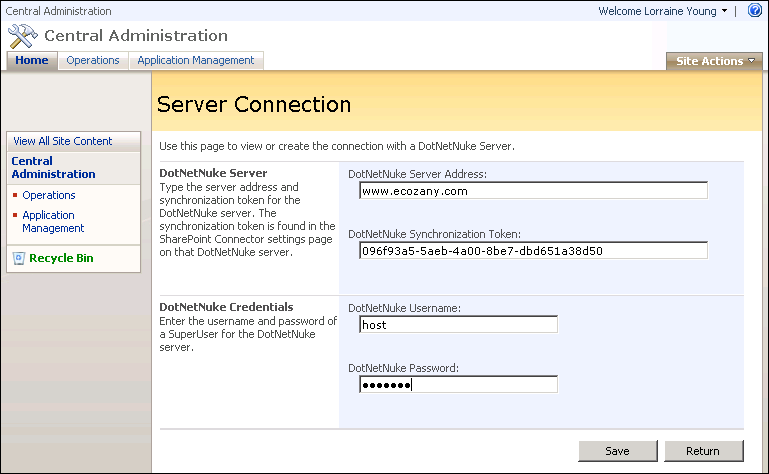 Central Administration
Welcome Lorraine Young
Central Administration
Home
Operations
Application Management
Site Actions
Server Connection
View All Site Content
Central
Administration
Operations
Application
Management
Recycle Bin
Use this page to view or create the connection with a DotNetNuke Server.
DotNetNuke Server
Type the server address and
synchronization token for the
DotNetNuke server. The
synchronization token is found in the
SharePoint Connector settings page
on that DotNetNuke server.
DotNetNuke Server Address:
www.ecozany.com
DotNetNuke Synchronization Token:
096f93a5-5aeb-4a00-8be7-dbd651a38d50
DotNetNuke Credentials
Enter the username and password of
a SuperUser for the DotNetNuke
server.
DotNetNuke Username:
host
DotNetNuke Password:
●●●●●●●
Save
Return